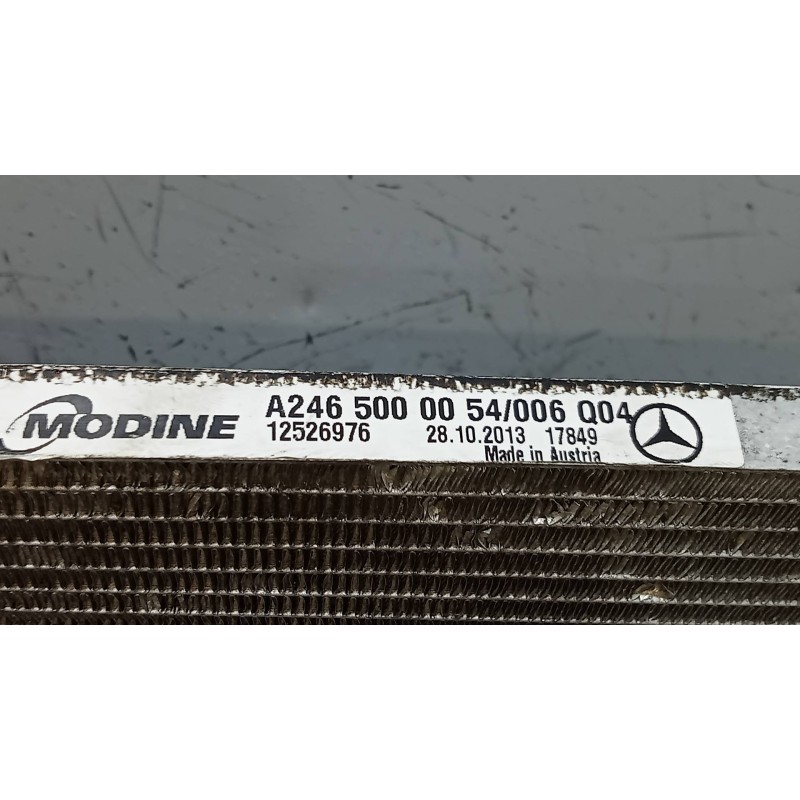 MODINE
A246 500 00 54/006 Q04
12526976 28.10.2013 17849
Made in Austria